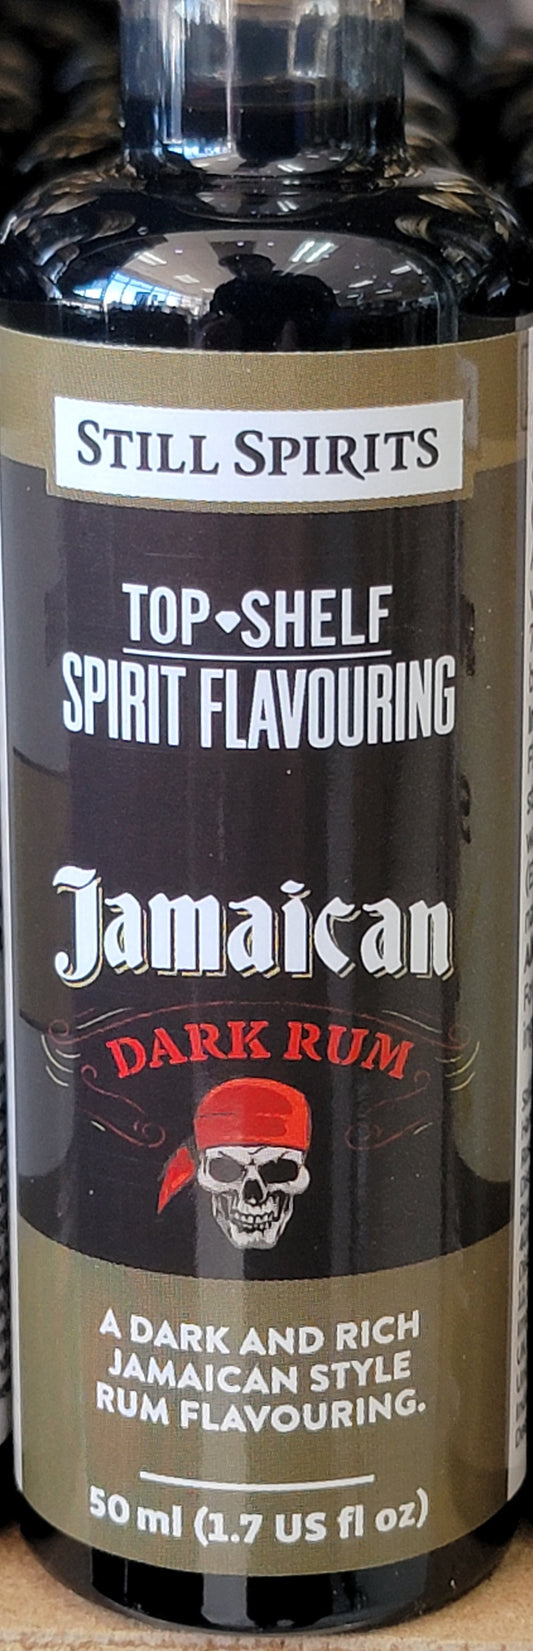 STILL SPIRITS
TOP SHELF
SPIRIT FLAVOURING
Jamaican
DARK RUM
A DARK AND RICH
JAMAICAN STYLE
RUM FLAVOURING.
50 ml (1.7 US fl oz)